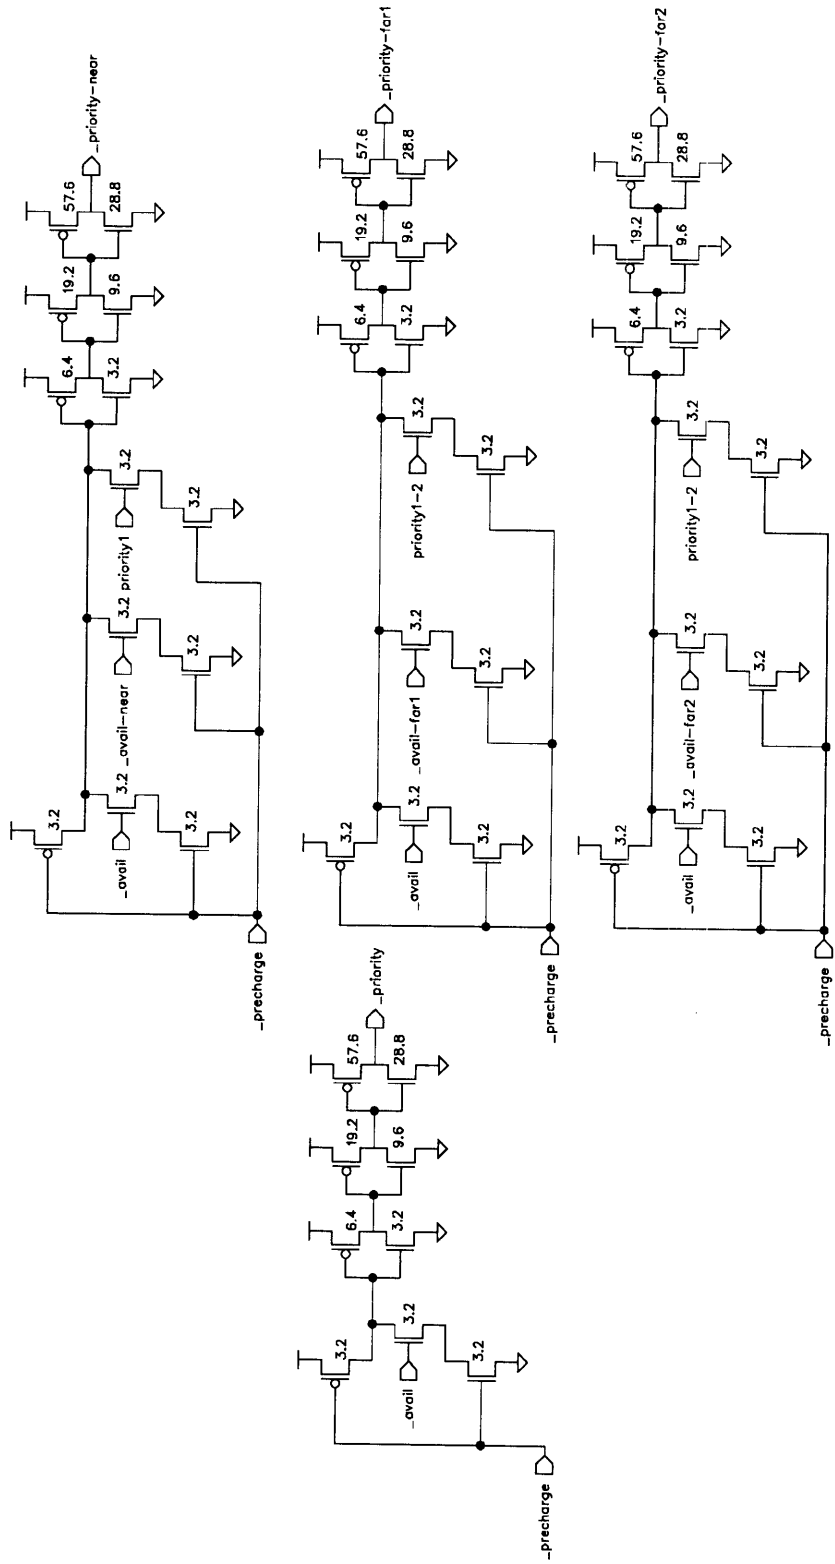 _priority-near
57.6
28.8
19.2
9.6
6.4
3.2
3.2
priority1
3.2
3.2
_avail-near
3.2
3.2
_avail
3.2
3.2
_precharge
_priority-far1
57.6
28.8
19.2
9.6
6.4
3.2
3.2
priority1-2
3.2
3.2
_avail-far1
3.2
3.2
3.2
_avail
3.2
_precharge
_priority-far2
57.6
28.8
19.2
9.6
6.4
3.2
3.2
priority1-2
3.2
3.2
_avail-far2
3.2
3.2
3.2
_avail
3.2
_precharge
_priority
57.6
28.8
19.2
9.6
6.4
3.2
3.2
3.2
_avail
3.2
_precharge